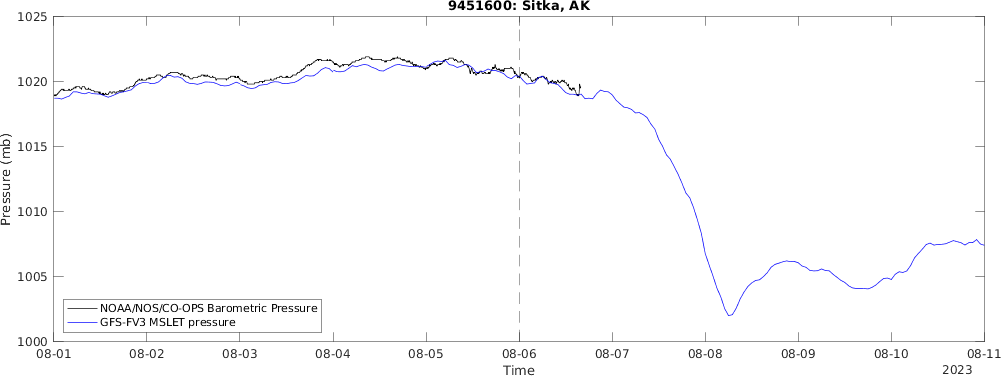 9451600: Sitka, AK
Pressure (mb)
1025
1020
1015
1010
1005
1000
NOAA/NOS/CO-OPS Barometric Pressure
GFS-FV3 MSLET pressure
08-01 08-02 08-03 08-04 08-05 08-06 08-07 08-08 08-09 08-10 08-11
Time
2023